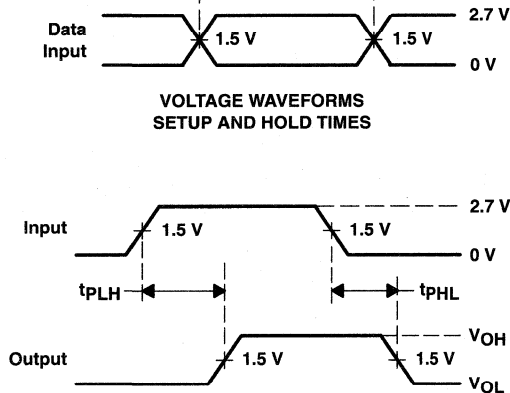 2.7 V
Data
Input
1.5 V
1.5 V
0 V
VOLTAGE WAVEFORMS
SETUP AND HOLD TIMES
2.7 V
Input
1.5 V
1.5 V
0 V
tPLH
tPHL
VOH
Output
1.5 V
1.5 V
VOL